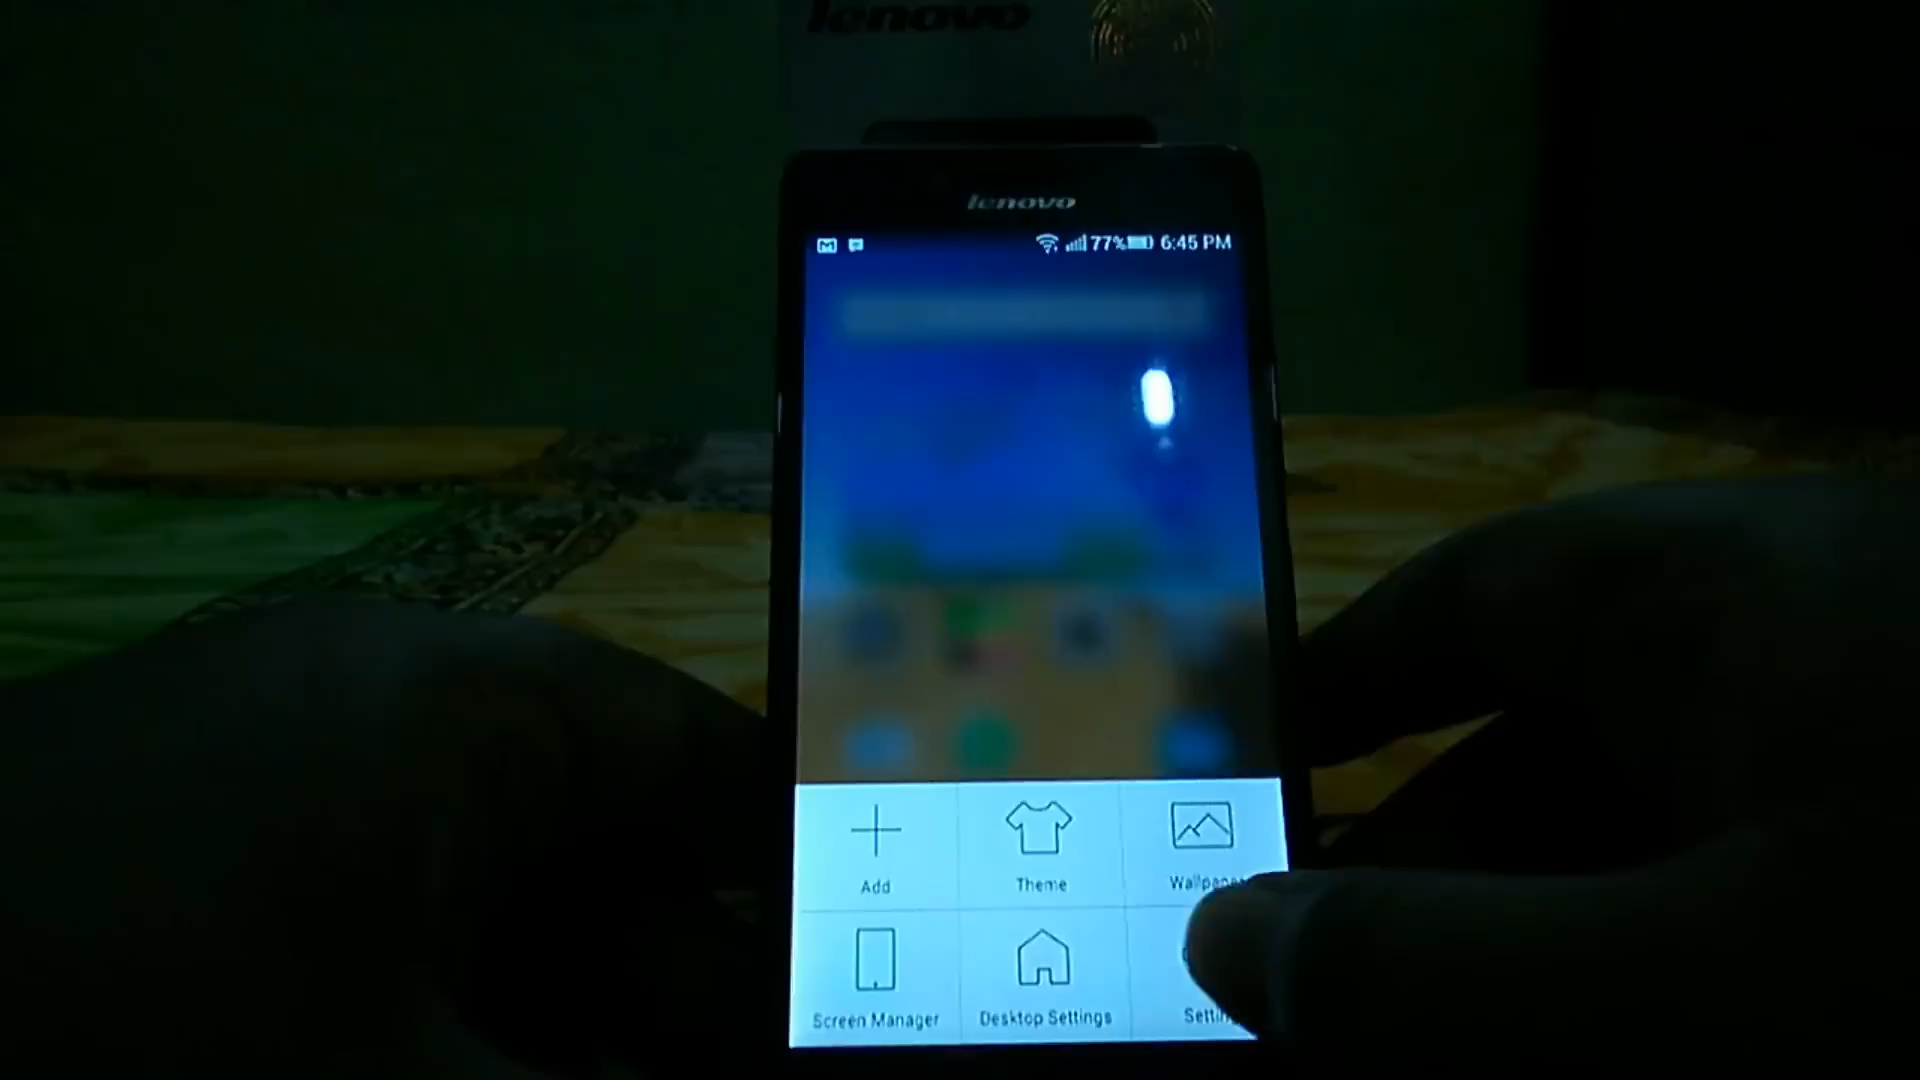 lenovo
lenovo
77% 6:45 PM
Add
Theme
Screen Manager
Desktop Settings